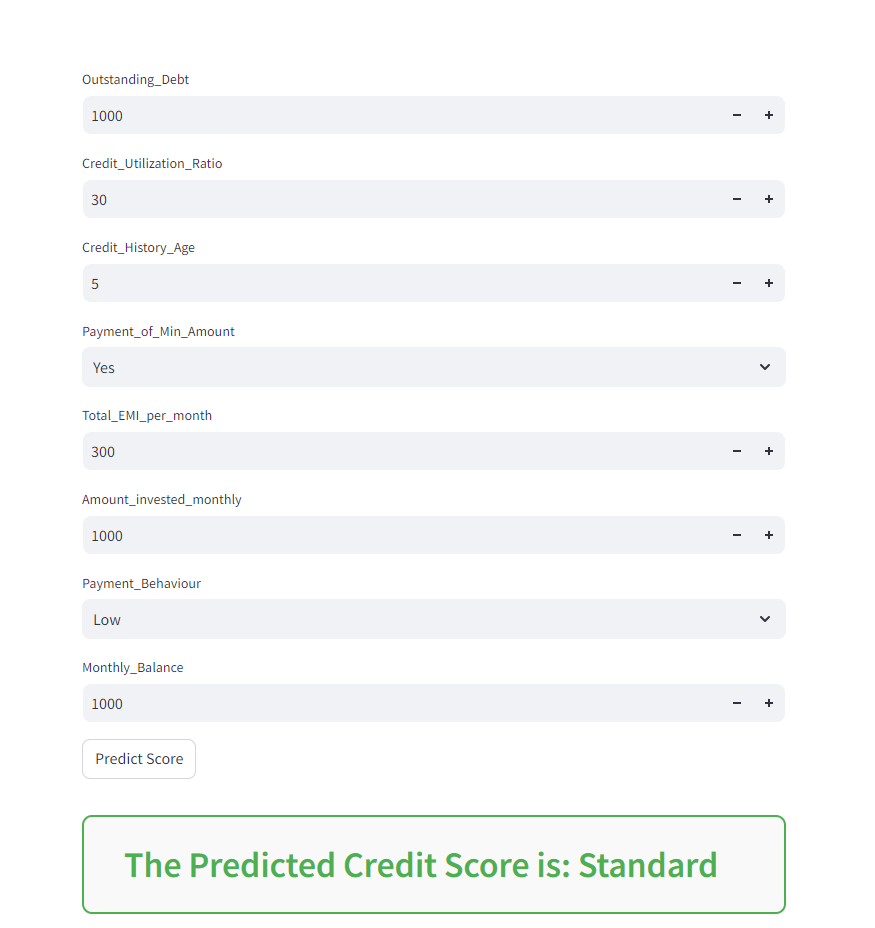 Outstanding_Debt
1000
Credit_Utilization_Ratio
30
Credit_History_Age
5
Payment_of_Min_Amount
Yes
Total_EMI_per_month
300
Amount_invested_monthly
1000
Payment_Behaviour
Low
Monthly_Balance
1000
Predict Score
The Predicted Credit Score is: Standard